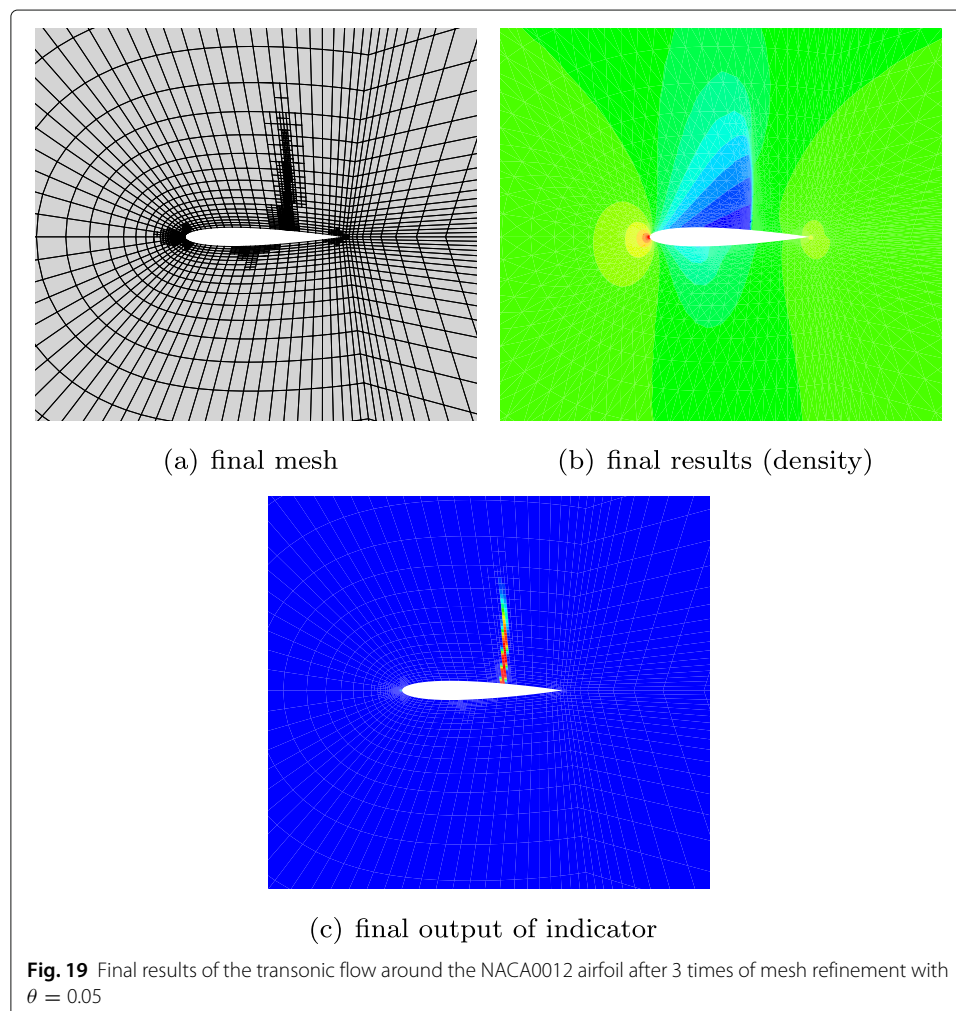 (a) final mesh
(b) final results (density)
(c) final output of indicator
Fig. 19 Final results of the transonic flow around the NACA0012 airfoil after 3 times of mesh refinement with
θ = 0.05